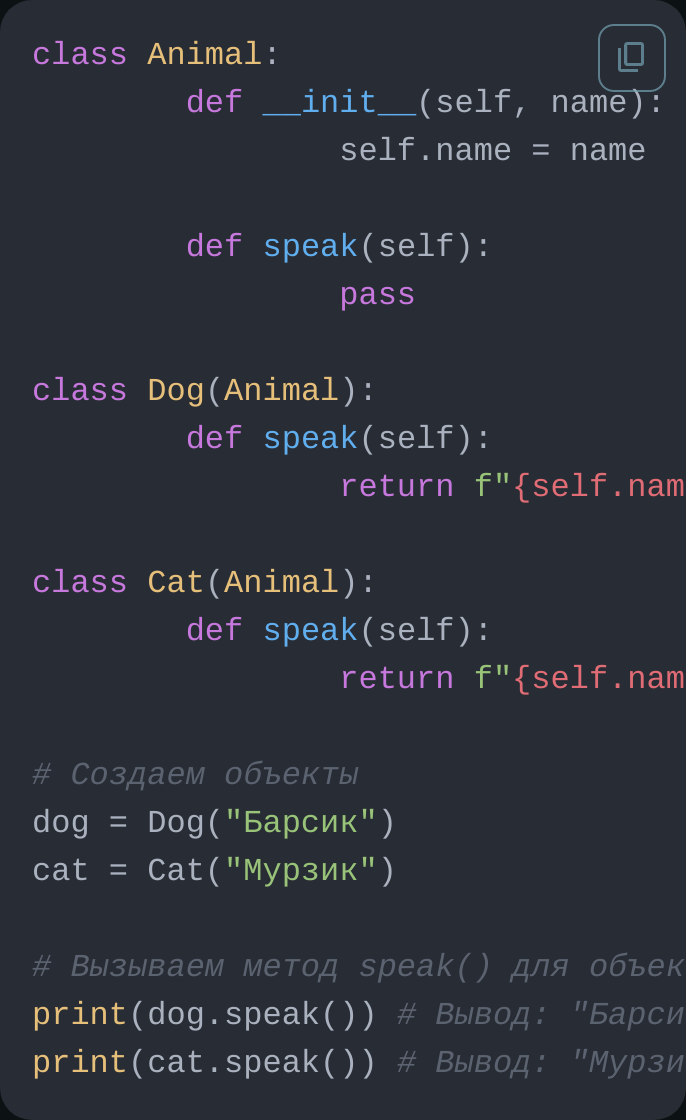 class Animal:
def __init__(self, name):
self.name = name
def speak(self):
pass
class Dog(Animal):
def speak(self):
return f"{self.nam
class Cat(Animal):
def speak(self):
return f"{self.nam
# Создаем объекты
dog = Dog("Барсик")
cat = Cat("Мурзик")
# Вызываем метод speak() для объек
print(dog.speak()) # Вывод: "Барси
print(cat.speak()) # Вывод: "Мурзи